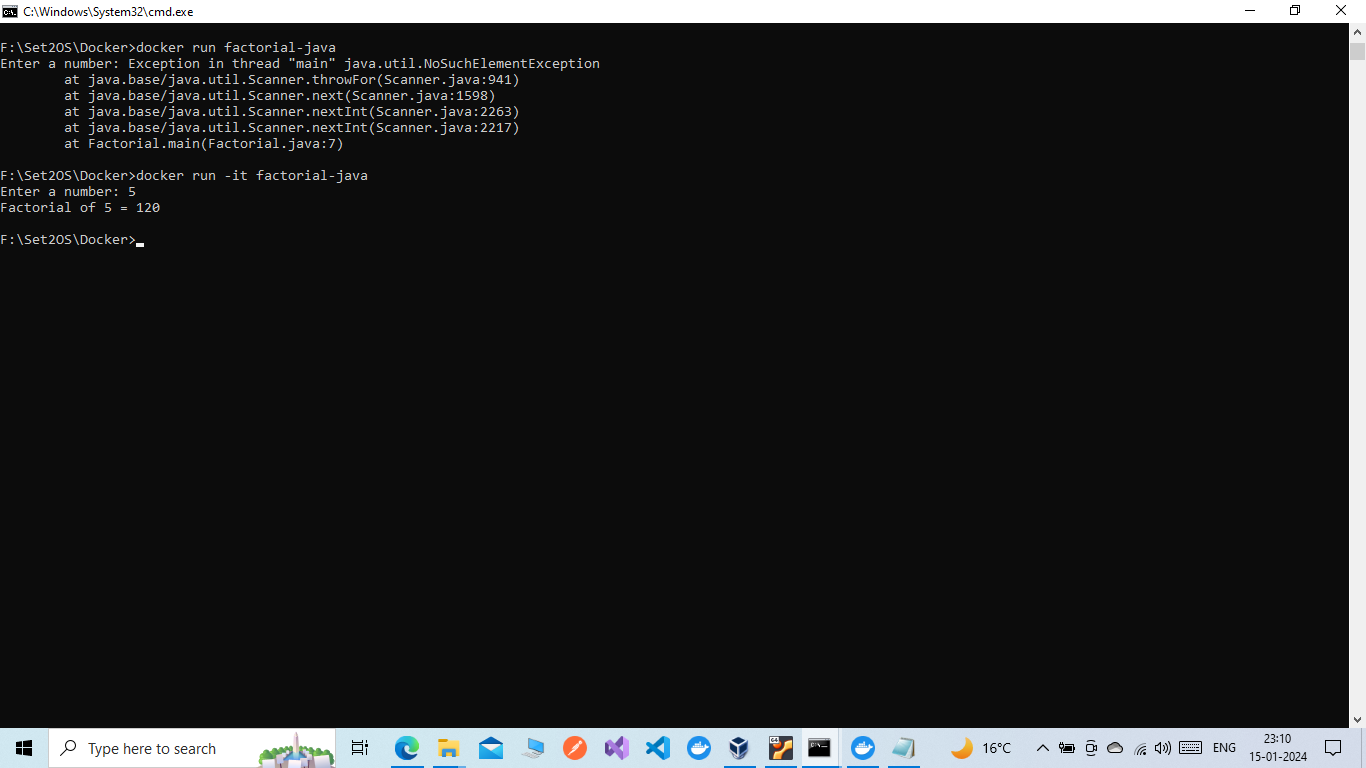 C:\Windows\System32\cmd.exe
F:\Set2OS\Docker>docker run factorial-java
Enter a number: Exception in thread "main" java.util.NoSuchElementException
        at java.base/java.util.Scanner.throwFor(Scanner.java:941)
        at java.base/java.util.Scanner.next(Scanner.java:1598)
        at java.base/java.util.Scanner.nextInt(Scanner.java:2263)
        at java.base/java.util.Scanner.nextInt(Scanner.java:2217)
        at Factorial.main(Factorial.java:7)
F:\Set2OS\Docker>docker run -it factorial-java
Enter a number: 5
Factorial of 5 = 120
F:\Set2OS\Docker>
Type here to search
16°C
ENG
23:10
15-01-2024